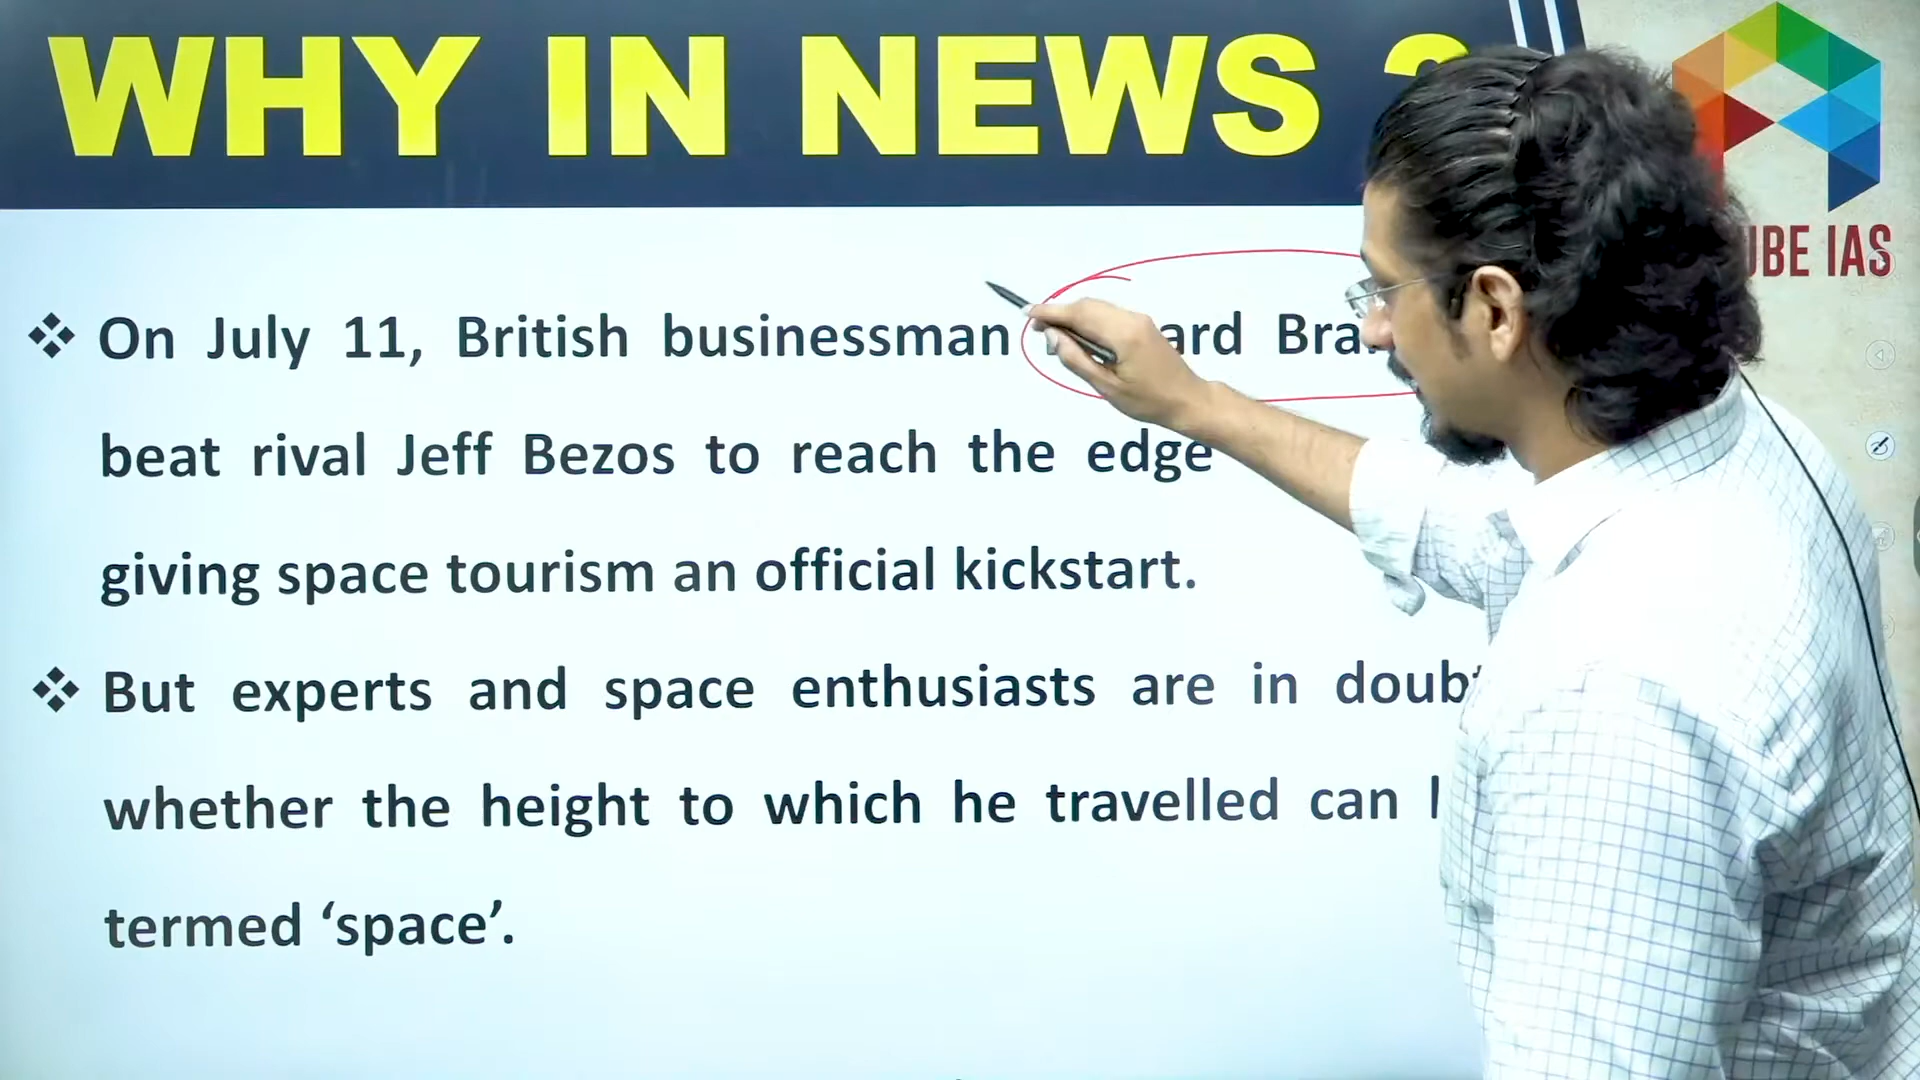 WHY IN NEWS ?
UBE IAS
❖ On July 11, British businessman ard Bra
beat rival Jeff Bezos to reach the edge
giving space tourism an official kickstart.
❖ But experts and space enthusiasts are in doubt
whether the height to which he travelled can
termed ‘space’.